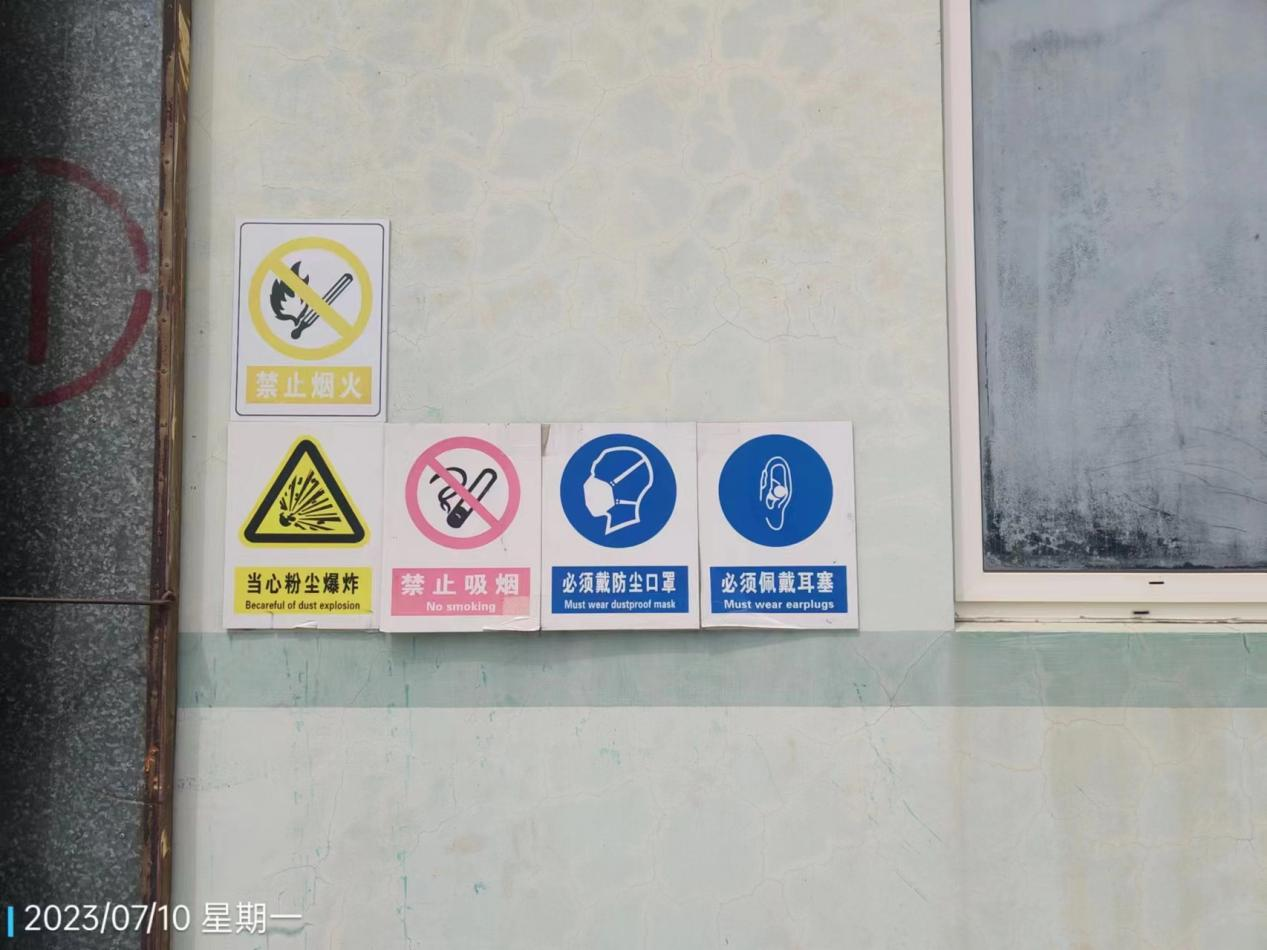 1
禁止烟火
当心粉尘爆炸
Becareful of dust explosion
禁止吸烟
No smoking
必须戴防尘口罩
Must wear dustproof mask
必须佩戴耳塞
Must wear earplugs
2023/07/10 星期一